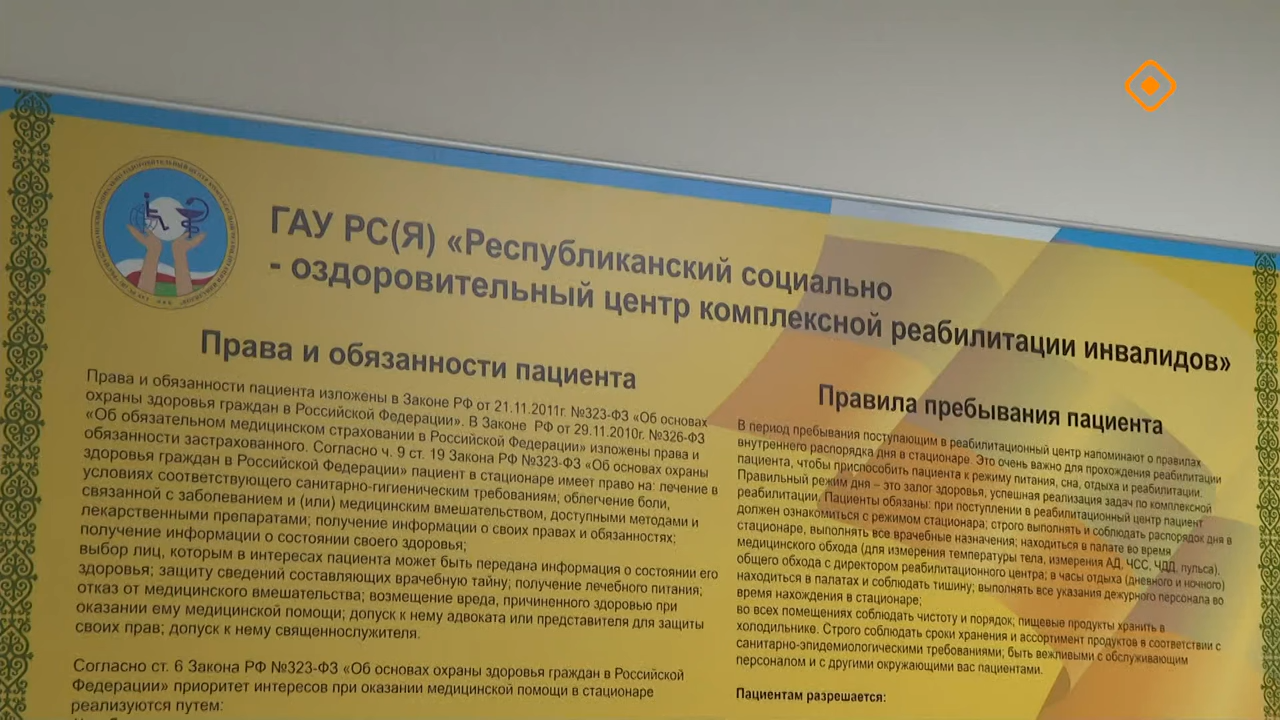 ГАУ РС(Я) «Республиканский социально
- оздоровительный центр комплексной реабилитации инвалидов»
Права и обязанности пациента
Права и обязанности пациента изложены в Законе РФ от 21.11.2011г. №323-ФЗ «Об основах
охраны здоровья граждан в Российской Федерации». В Законе РФ от 29.11.2010г. №326-ФЗ
«Об обязательном медицинском страховании в Российской Федерации» изложены права и
обязанности застрахованного. Согласно ч. 9 ст. 19 Закона РФ №323-ФЗ «Об основах охраны
здоровья граждан в Российской Федерации» пациент в стационаре имеет право на: лечение в
условиях соответствующего санитарно-гигиеническим требованиям, облегчение боли,
связанной с заболеванием и (или) медицинским вмешательством, доступными методами и
лекарственными препаратами; получение информации о своих правах и обязанностях;
получение информации о состоянии своего здоровья;
выбор лиц, которым в интересах пациента может быть передана информация о состоянии его
здоровья; защиту сведений составляющих врачебную тайну; получение лечебного питания;
отказ от медицинского вмешательства; возмещение вреда, причиненного здоровью при
оказании ему медицинской помощи; допуск к нему адвоката или представителя для защиты
своих прав; допуск к нему священнослужителя.
Согласно ст. 6 Закона РФ №323-ФЗ «Об основах охраны здоровья граждан в Российской
Федерации» приоритет интересов при оказании медицинской помощи в стационаре
реализуются путем:
Правила пребывания пациента
В период пребывания поступающим в реабилитационный центр напоминают о правилах
внутреннего распорядка дня в стационаре. Это очень важно для прохождения реабилитации
пациента, чтобы приспособить пациента к режиму питания, сна, отдыха и реабилитации.
Правильный режим дня – это залог здоровья, успешная реализация задач по комплексной
реабилитации. Пациенты обязаны: при поступлении в реабилитационный центр пациент
должен ознакомиться с режимом стационара; строго выполнять и соблюдать распорядок дня в
стационаре, выполнять все врачебные назначения; находиться в палате во время
медицинского обхода (для измерения температуры тела, измерения АД, ЧСС, ЧДД, пульса),
общего обхода с директором реабилитационного центра; в часы отдыха (дневного и ночного)
находиться в палатах и соблюдать тишину; выполнять все указания дежурного персонала во
время нахождения в стационаре;
во всех помещениях соблюдать чистоту и порядок; пищевые продукты хранить в
холодильнике. Строго соблюдать сроки хранения и ассортимент продуктов в соответствии с
санитарно-эпидемиологическими требованиями; быть вежливыми с обслуживающим
персоналом и с другими окружающими вас пациентами.
Пациентам разрешается: